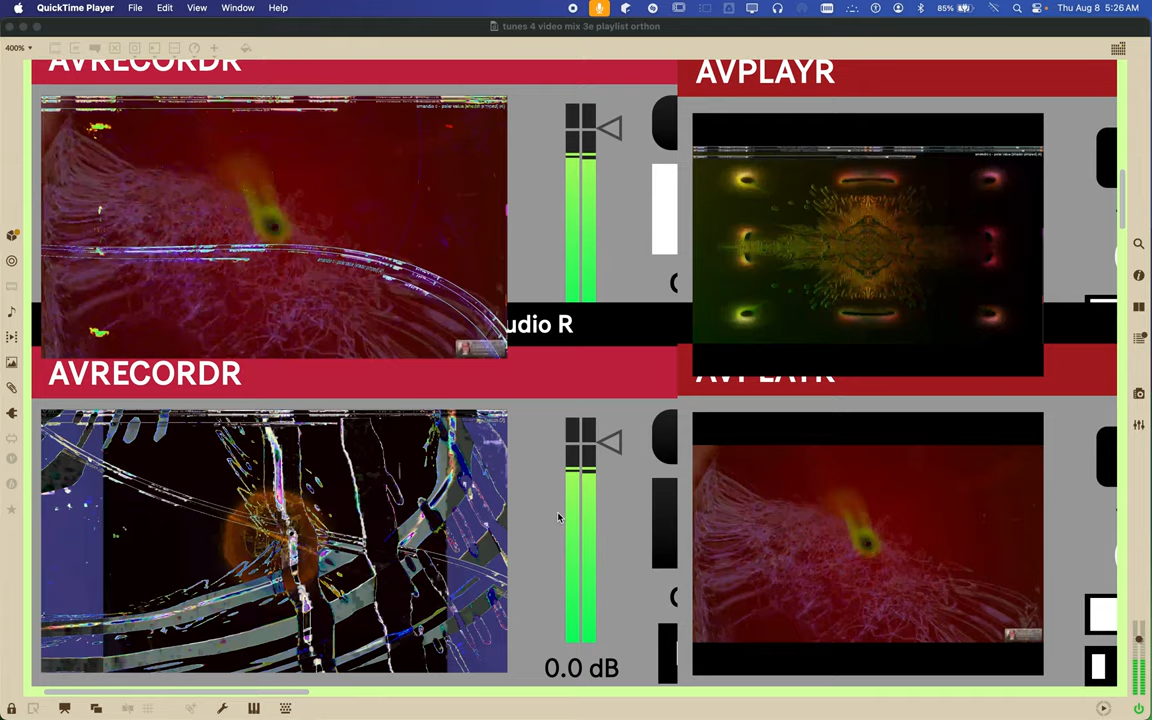 QuickTime Player File Edit View Window Help 85% Thu Aug 8 5:26 AM
tunes 4 video mix 3e playlist orthon
400%
AVRECORDR
AVPLAYR
udio R
AVRECORDR
AVPLAYR
0.0 dB